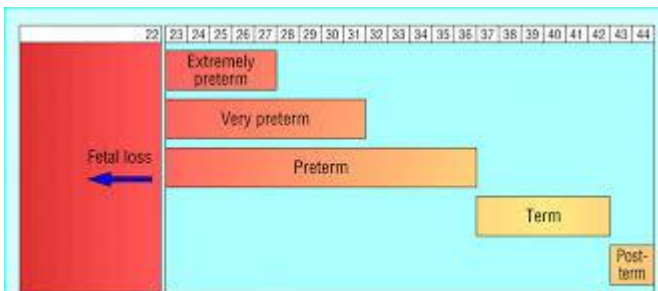 22 23 24 25 26 27 28 29 30 31 32 33 34 35 36 37 38 39 40 41 42 43 44
Extremely
preterm
Very preterm
Fetal loss
Preterm
Term
Post-
term